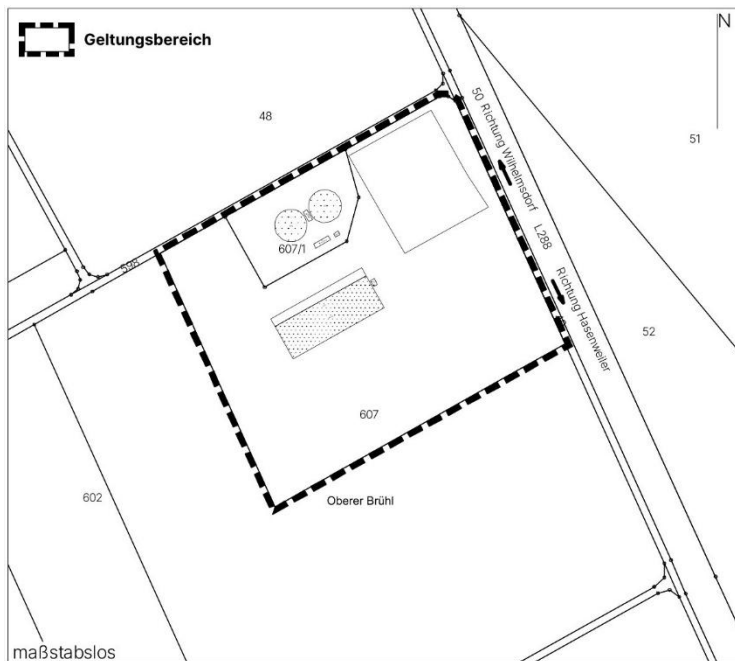 Geltungsbereich
N
48
51
50 Richtung Wilhelmsdorf
L288
607/1
598
Richtung Hasenweiler
52
607
602
Oberer Brühl
maßstabslos